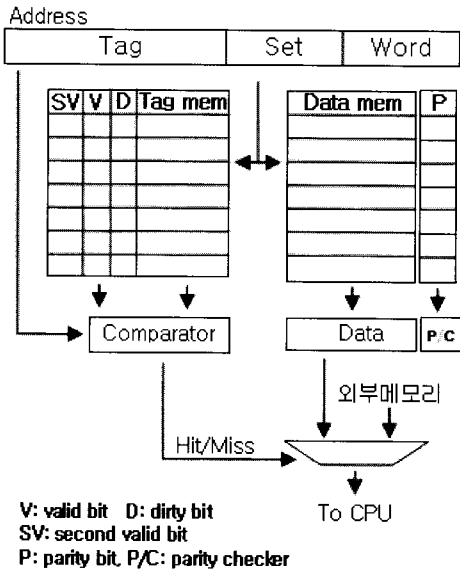 Address
Tag Set Word
SV V D Tag mem Data mem P
Comparator Data P/C
외부메모리
Hit/Miss
To CPU
V: valid bit D: dirty bit
SV: second valid bit
P: parity bit, P/C: parity checker